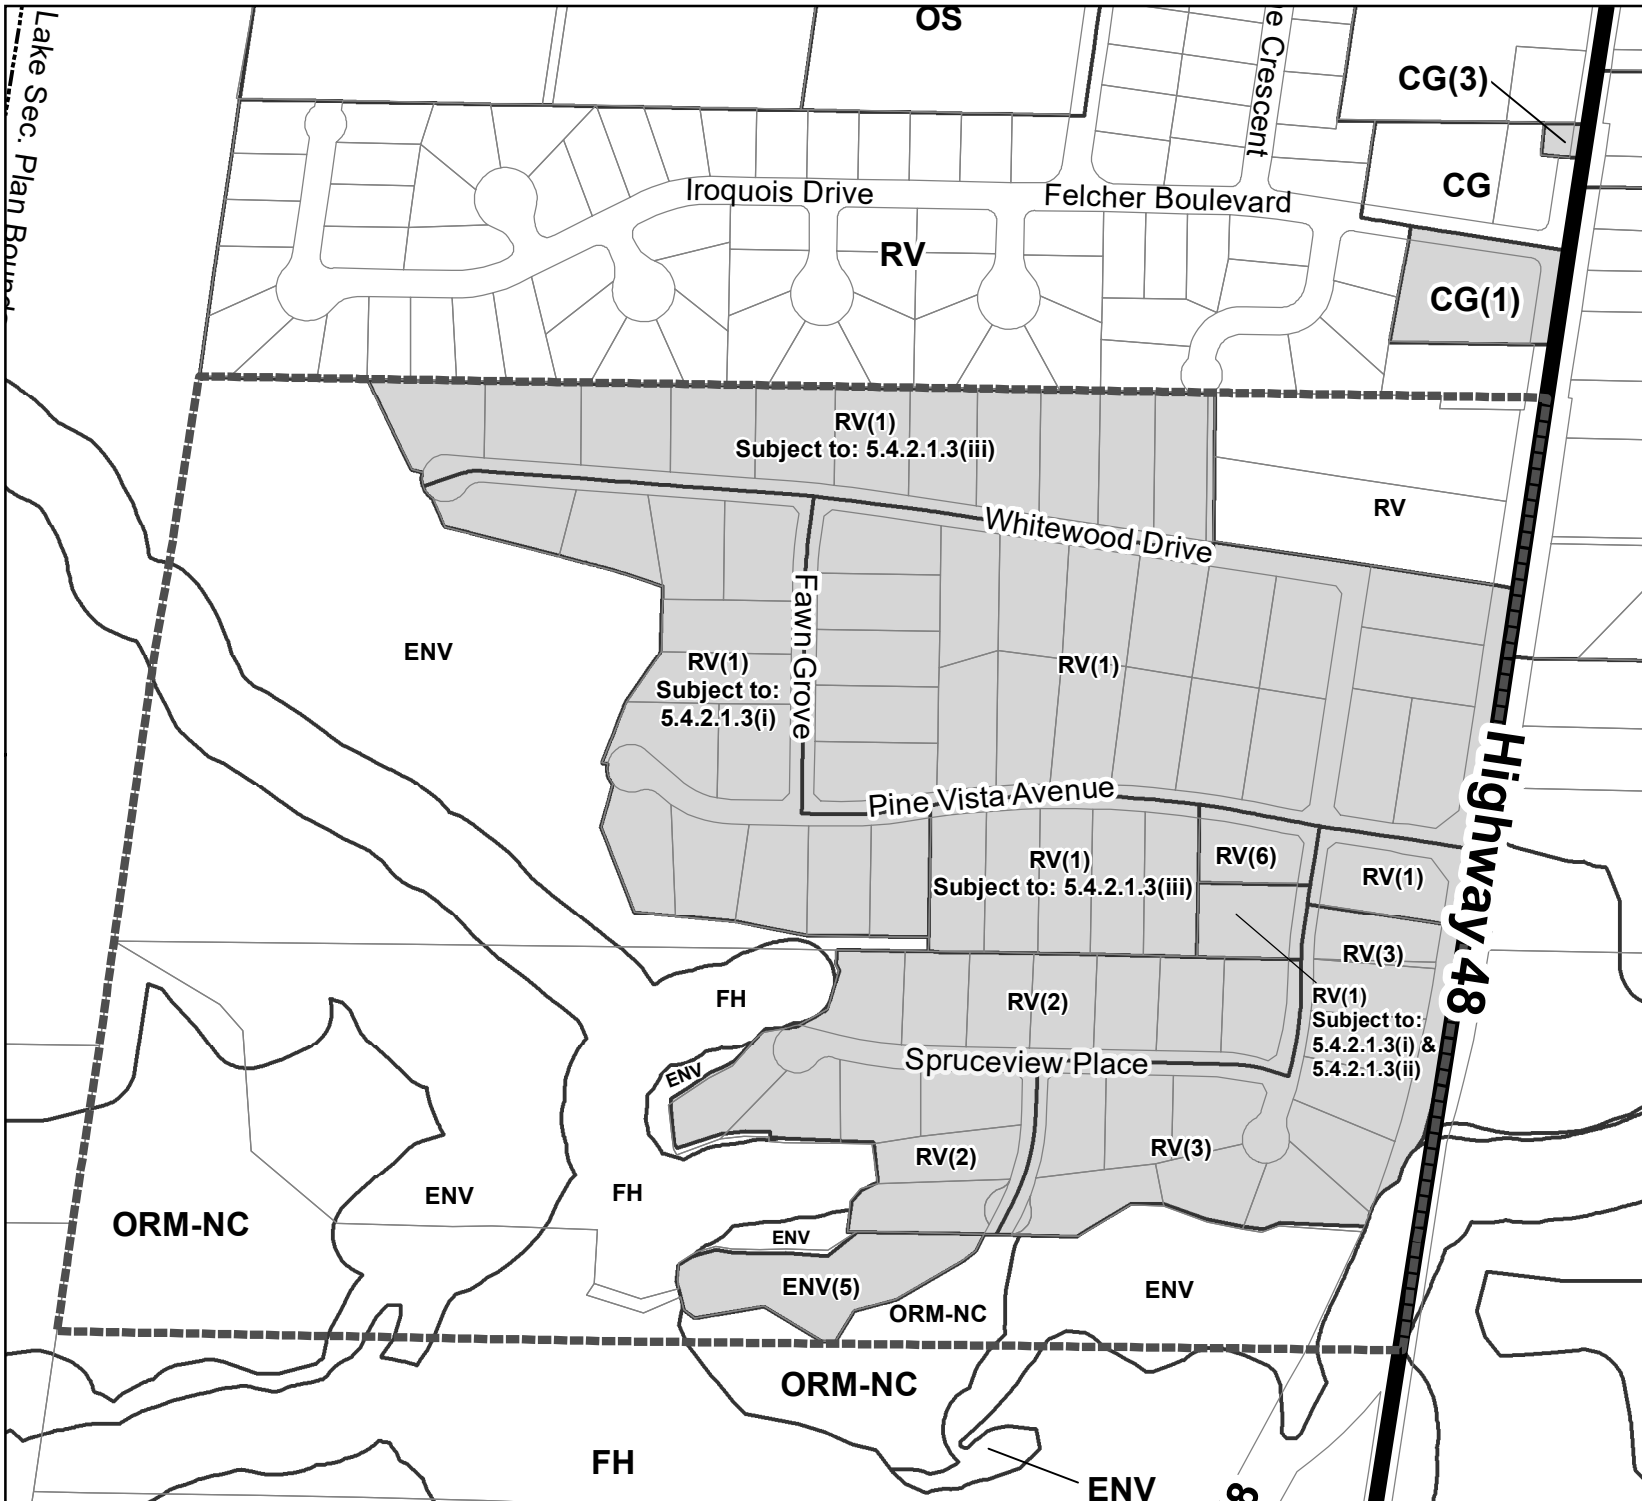 OS
Lake Sec. Plan
e Crescent
CG(3)
CG
Iroquois Drive
Felcher Boulevard
RV
CG(1)
RV(1)
Subject to: 5.4.2.1.3(iii)
RV
Whitewood Drive
Fawn Grove
ENV
RV(1)
Subject to:
5.4.2.1.3(i)
RV(1)
Highway 48
Pine Vista Avenue
RV(1)
Subject to: 5.4.2.1.3(iii)
RV(6)
RV(1)
RV(3)
FH
RV(2)
RV(1)
Subject to:
5.4.2.1.3(i) &
5.4.2.1.3(ii)
Spruceview Place
ENV
RV(2)
RV(3)
ENV
FH
ORM-NC
ENV
ENV(5)
ENV
ORM-NC
ORM-NC
FH
ENV
8